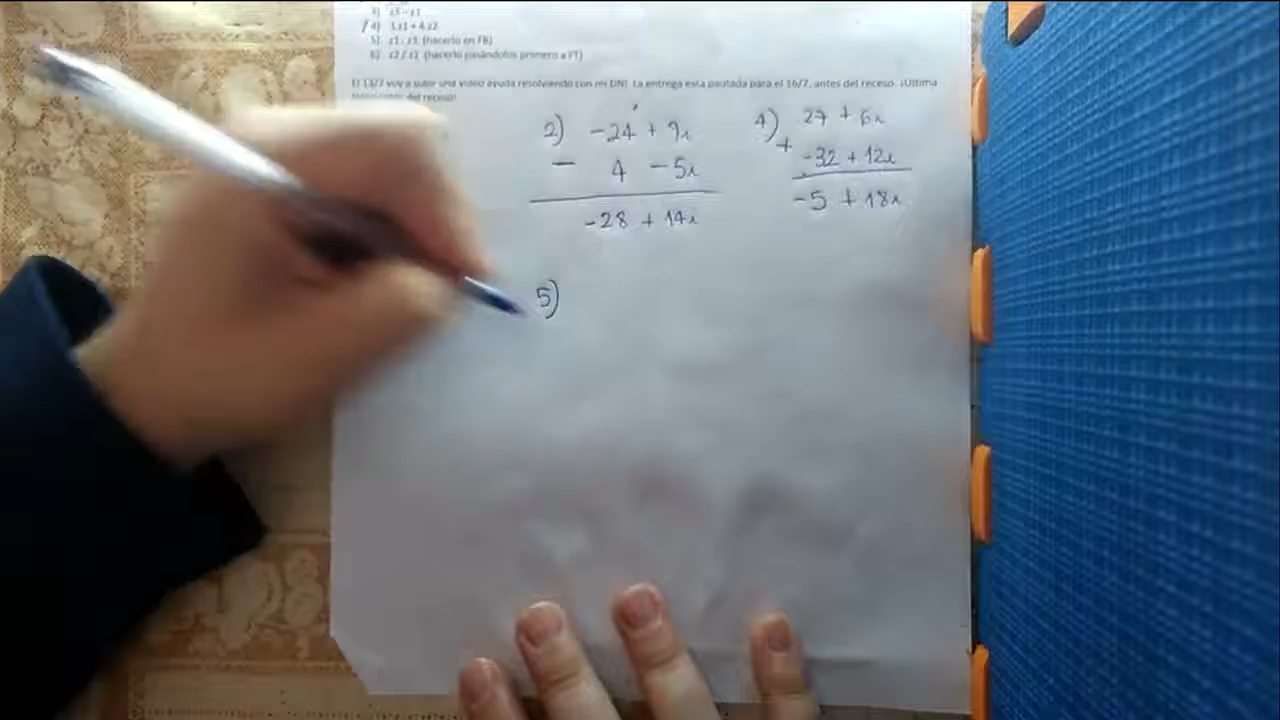 3) z3 - z1
4) 3.z1 + 4.z2
5) z1 . z3 (hacerlo en FB)
6) z2 / z1 (hacerlo pasándolos primero a FT)
El 13/7 voy a subir una video ayuda resolviendo con mi DNI. La entrega esta pautada para el 16/7, antes del receso. ¡Ultima
del receso!
2) -24 + 9i
- 4 - 5i
-28 + 14i
4) 27 + 6i
+ -32 + 12i
-5 + 18i
5)